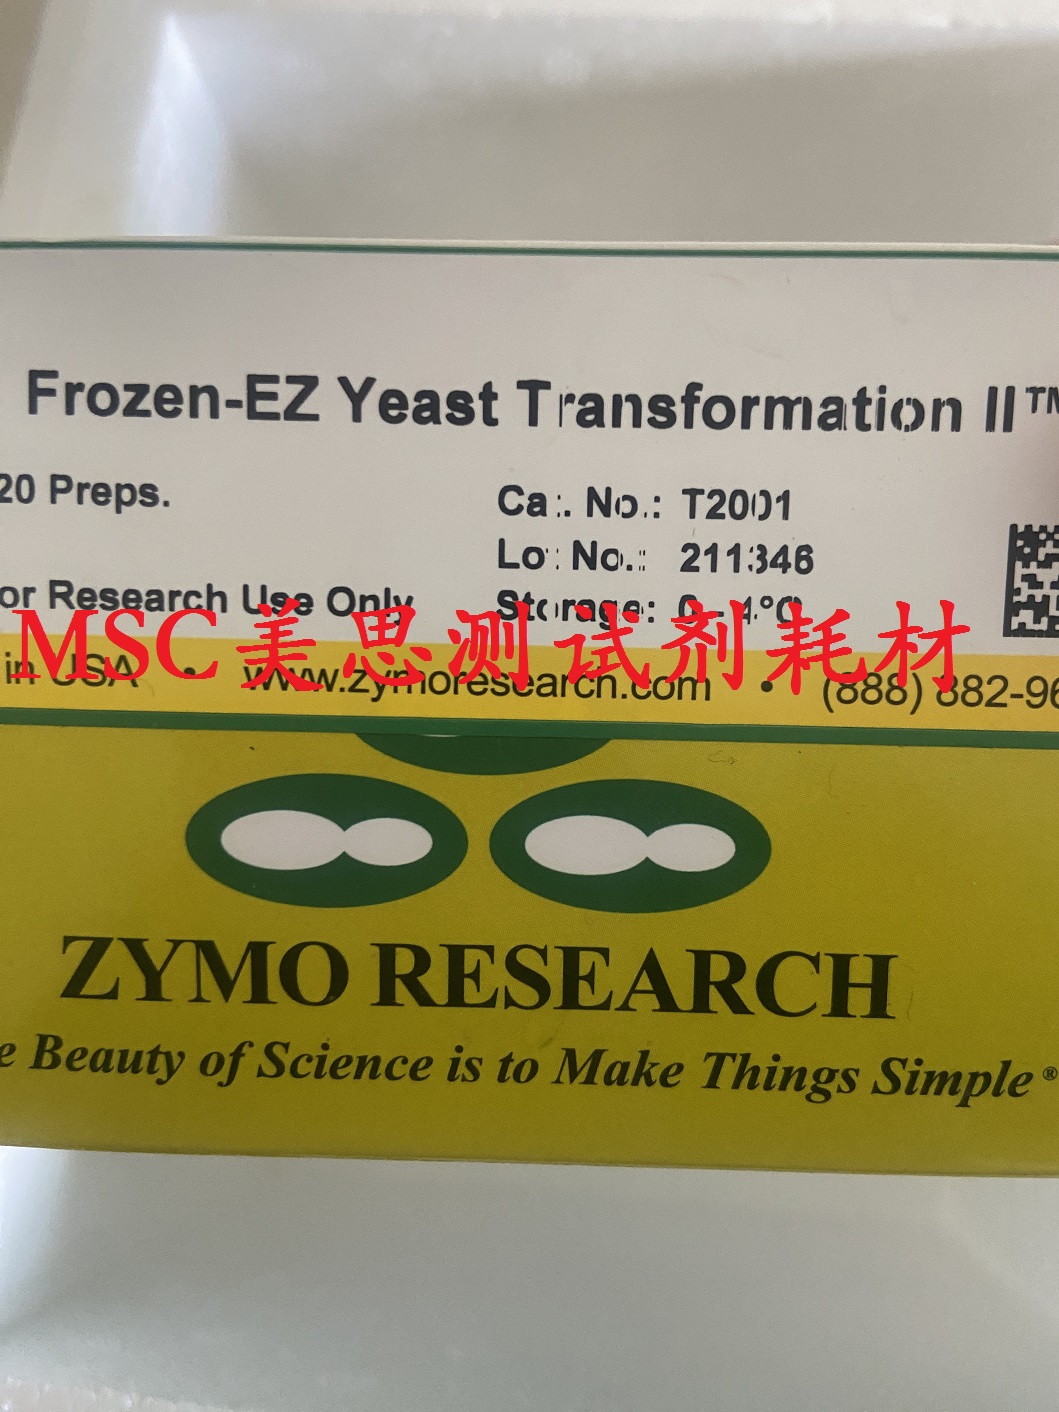 Frozen-EZ Yeast Transformation II™
20 Preps.
Cat. No.: T2001
Lot No.: 211346
or Research Use Only
Storage: 0 - 4°C
MSC美思测试剂耗材
in USA • www.zymoresearch.com • (888) 882-96
ZYMO RESEARCH
e Beauty of Science is to Make Things Simple®